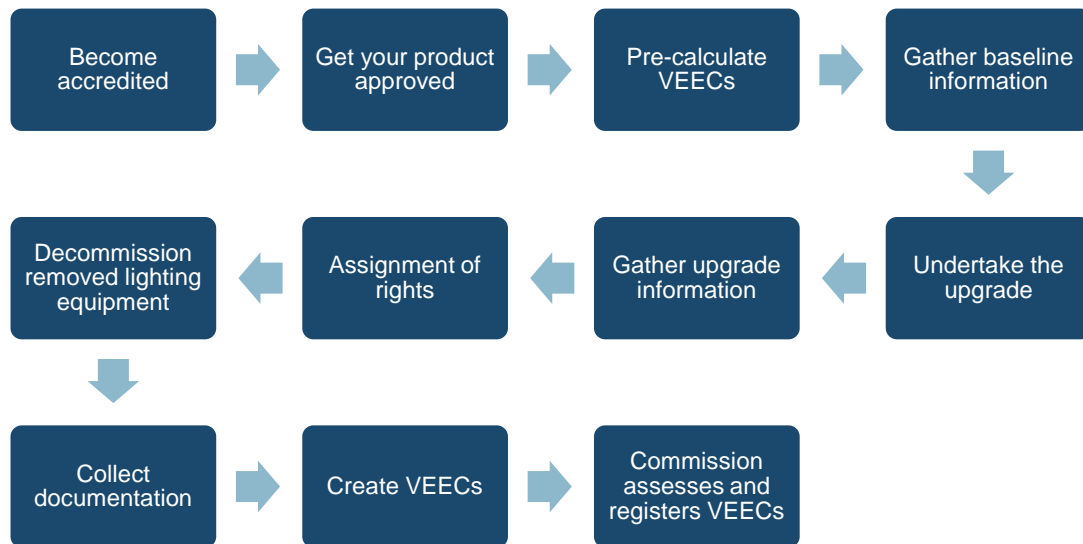 Become
accredited
Get your product
approved
Pre-calculate
VEECs
Gather baseline
information
Undertake the
upgrade
Gather upgrade
information
Assignment of
rights
Decommission
removed lighting
equipment
Collect
documentation
Create VEECs
Commission
assesses and
registers VEECs